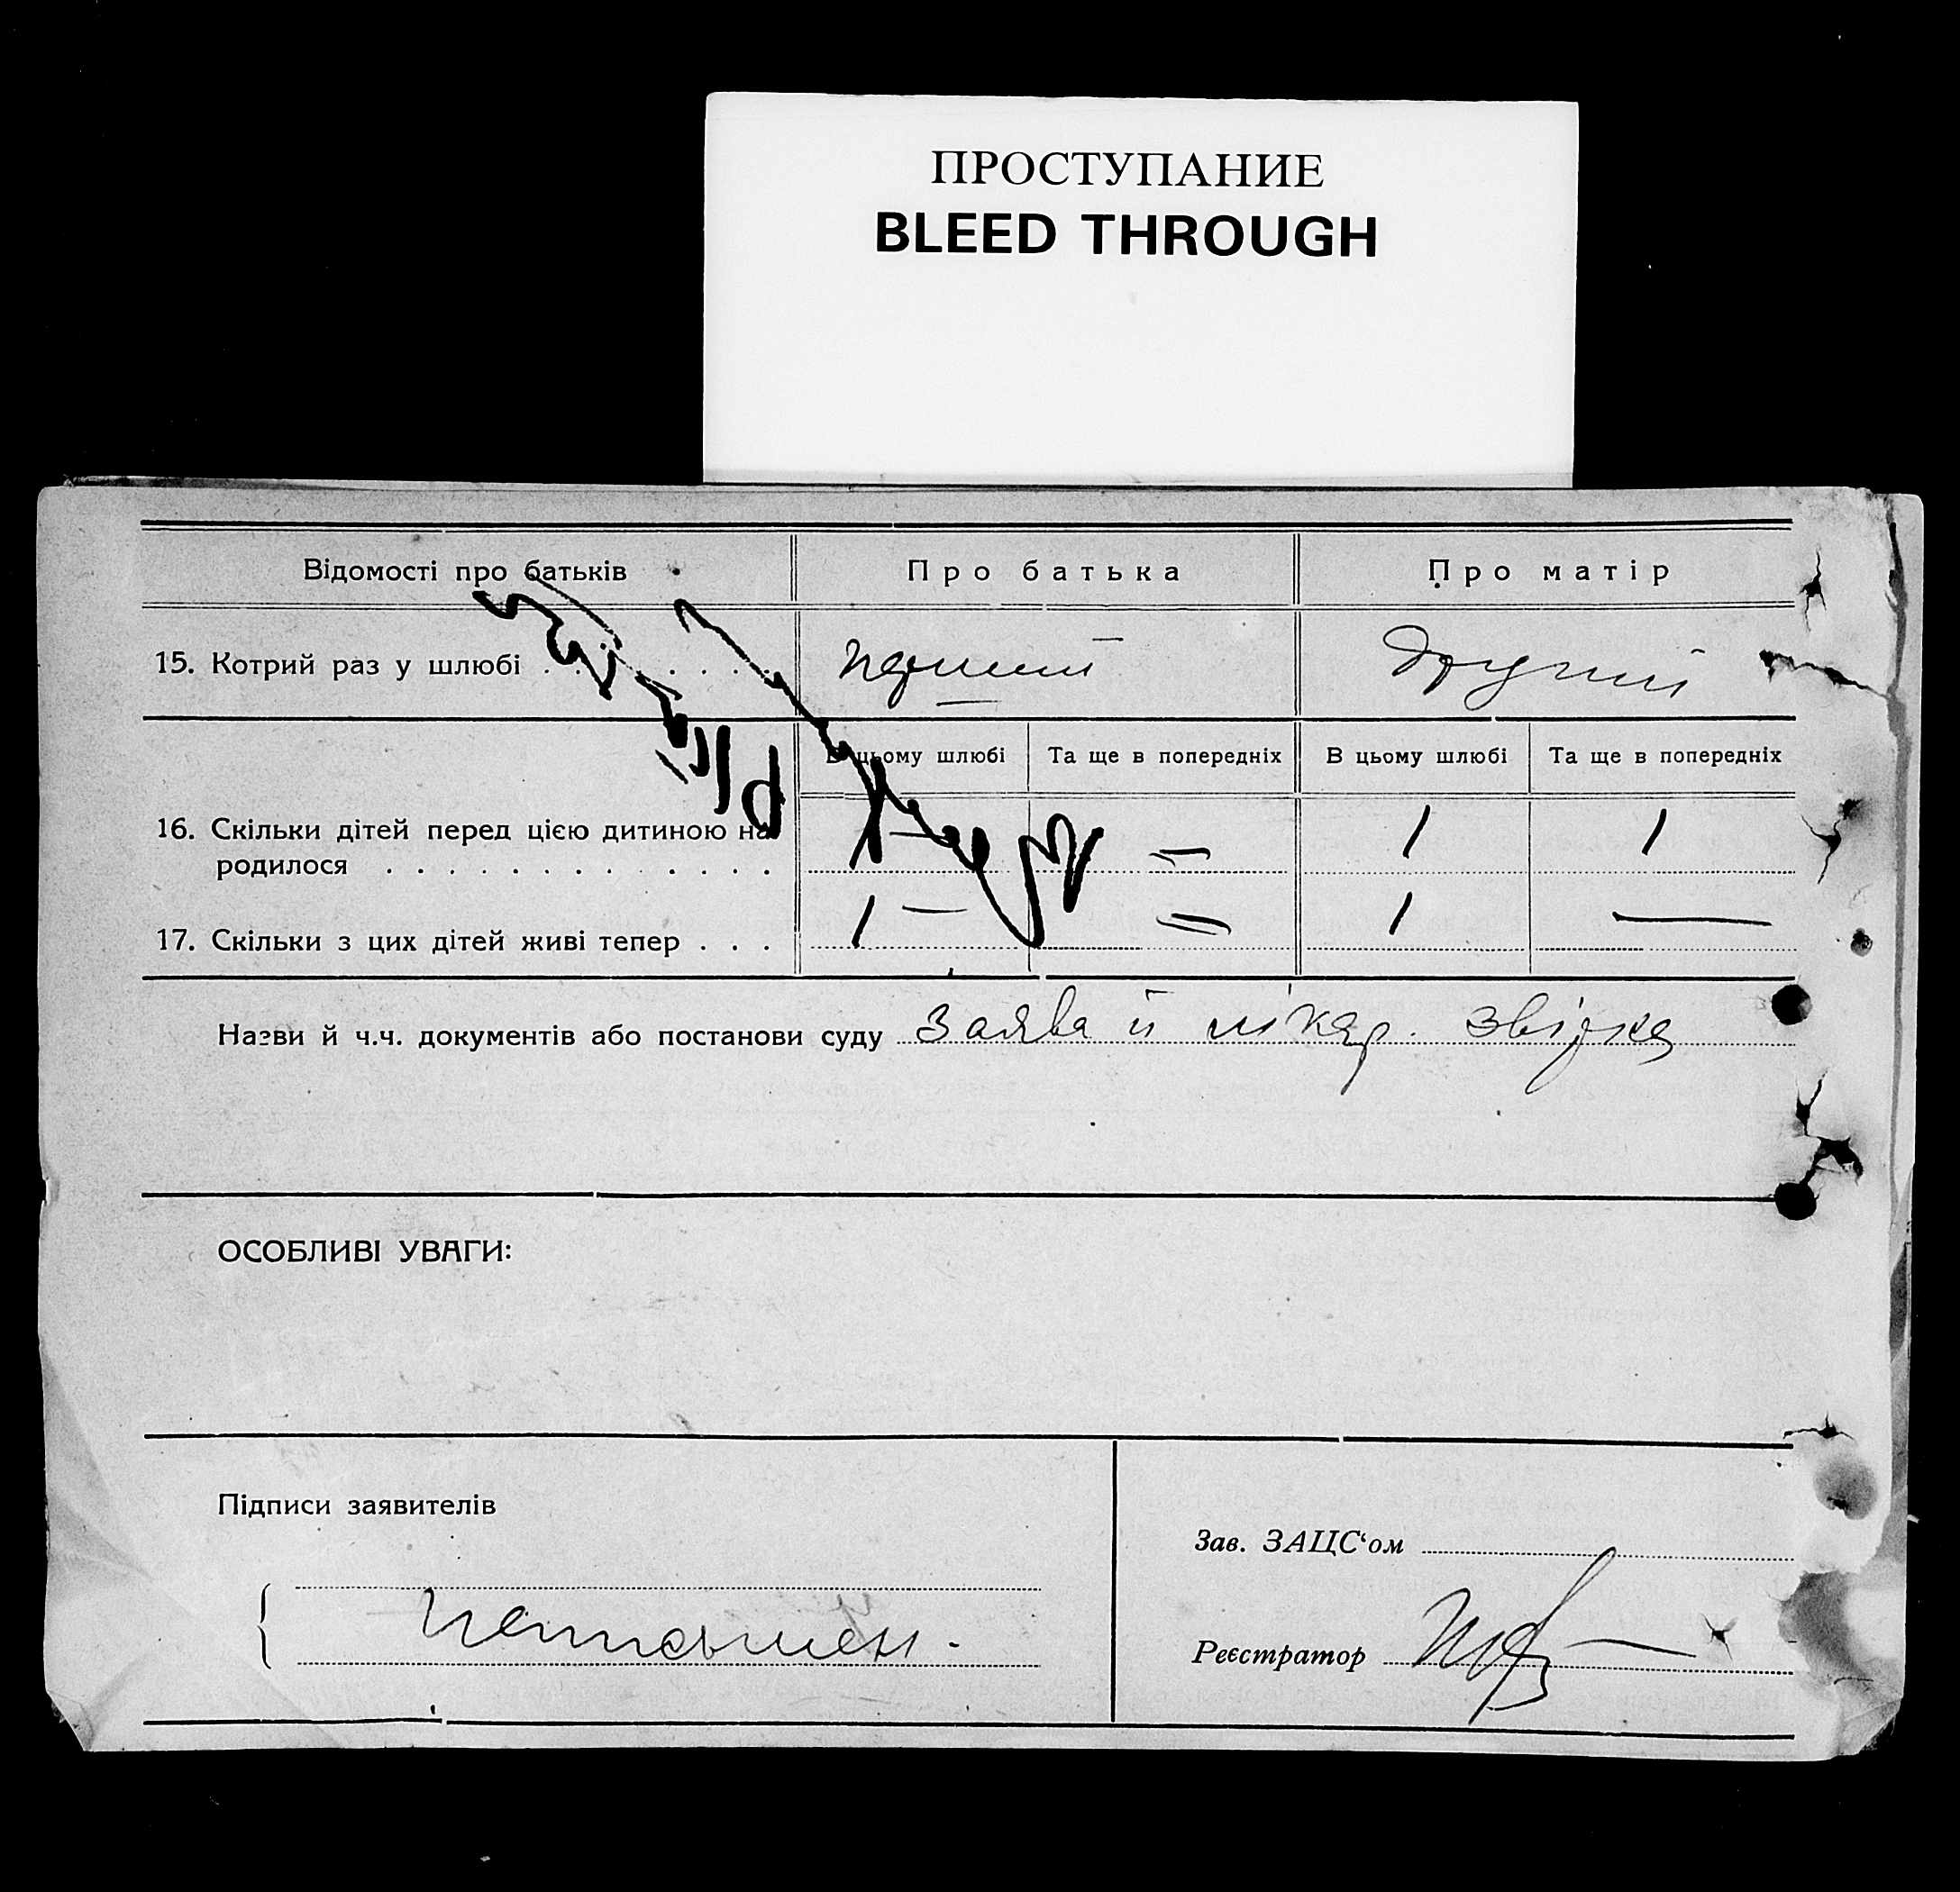 ПРОСТУПАНИЕ
BLEED THROUGH
Відомості про батьків Про батька Про матір
15. Котрий раз у шлюбі . . . . . . перший другий
В цьому шлюбі Та ще в попередніх В цьому шлюбі Та ще в попередніх
16. Скільки дітей перед цією дитиною на-
родилося . . . . . . . . . . . . . 1 — — 1 1
17. Скільки з цих дітей живі тепер . . . 1 — — 1 —
Назви й ч.ч. документів або постанови суду Заява й лікар. звістка
ОСОБЛИВІ УВАГИ:
Підписи заявителів
Зав. ЗАЦС‘ом
Реєстратор